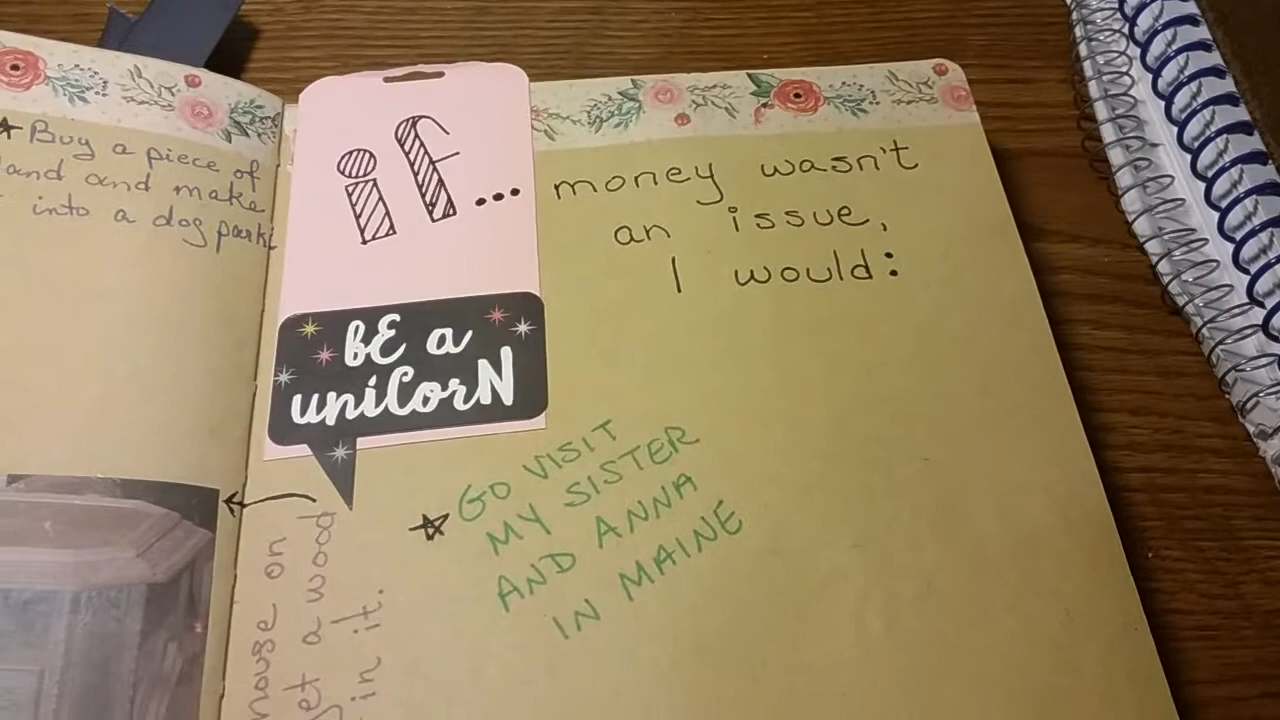 ★ Buy a piece of
land and make
into a dog park
if... money wasn't
an issue,
I would:
bE a
uniCorN
★ GO VISIT
MY SISTER
AND ANNA
IN MAINE
house on
get a wood
in it.